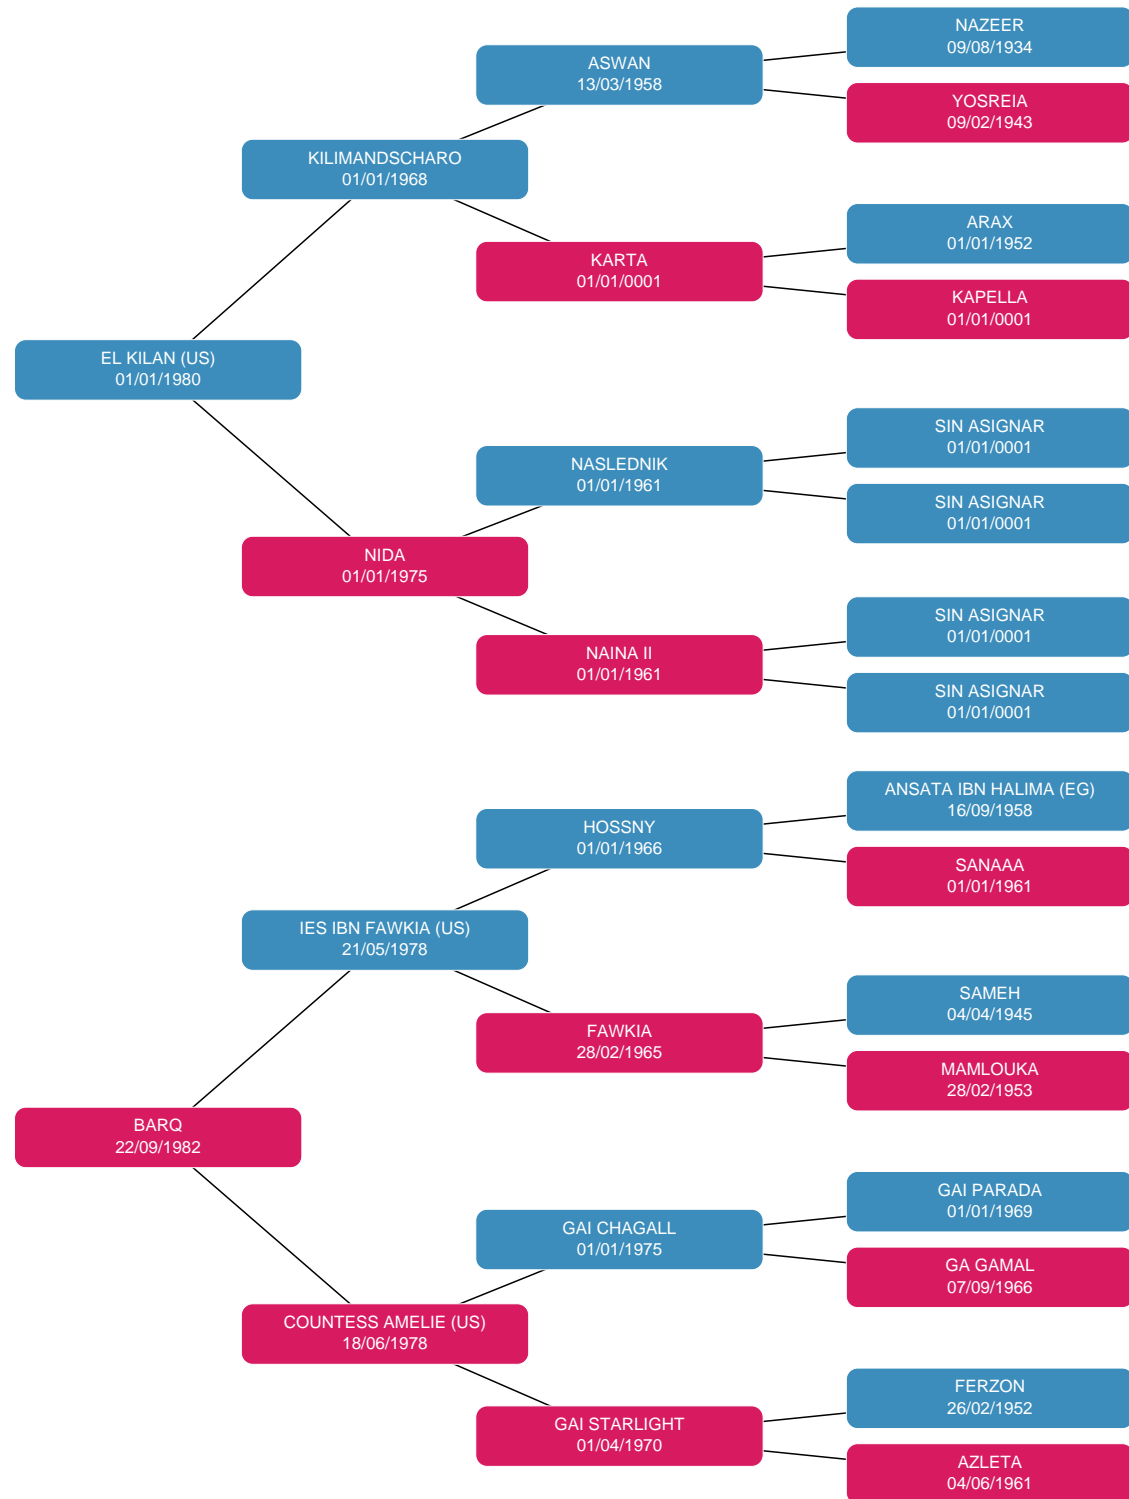 NAZEER
09/08/1934
ASWAN
13/03/1958
YOSREIA
09/02/1943
KILIMANDSCHARO
01/01/1968
ARAX
01/01/1952
KARTA
01/01/0001
KAPELLA
01/01/0001
EL KILAN (US)
01/01/1980
SIN ASIGNAR
01/01/0001
NASLEDNIK
01/01/1961
SIN ASIGNAR
01/01/0001
NIDA
01/01/1975
SIN ASIGNAR
01/01/0001
NAINA II
01/01/1961
SIN ASIGNAR
01/01/0001
ANSATA IBN HALIMA (EG)
16/09/1958
HOSSNY
01/01/1966
SANAAA
01/01/1961
IES IBN FAWKIA (US)
21/05/1978
SAMEH
04/04/1945
FAWKIA
28/02/1965
MAMLOUKA
28/02/1953
BARQ
22/09/1982
GAI PARADA
01/01/1969
GAI CHAGALL
01/01/1975
GA GAMAL
07/09/1966
COUNTESS AMELIE (US)
18/06/1978
FERZON
26/02/1952
GAI STARLIGHT
01/04/1970
AZLETA
04/06/1961